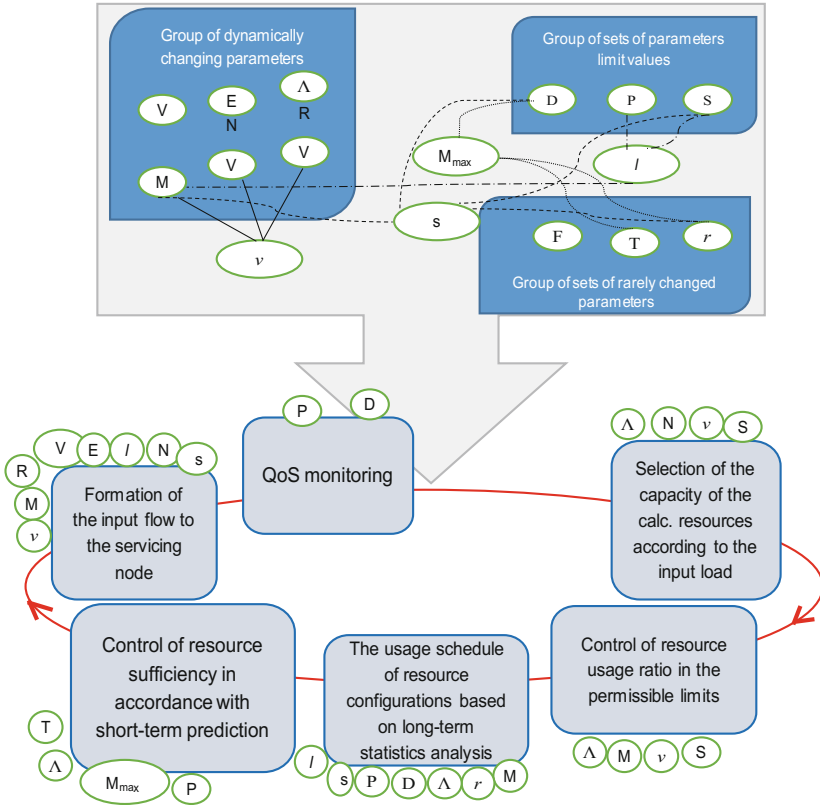 Group of dynamically
changing parameters
V
E
N
Λ
R
M
V
V
v
Group of sets of parameters
limit values
D
P
S
M_max
l
s
F
T
r
Group of sets of rarely changed
parameters
P
D
QoS monitoring
Λ
N
v
S
Selection of the
capacity of the
calc. resources
according to the
input load
Control of resource
usage ratio in the
permissible limits
Λ
M
v
S
The usage schedule
of resource
configurations based
on long-term
statistics analysis
l
s
P
D
Λ
r
M
Control of resource
sufficiency in
accordance with
short-term prediction
T
Λ
M_max
P
Formation of
the input flow to
the servicing
node
v
M
R
V
E
l
N
s